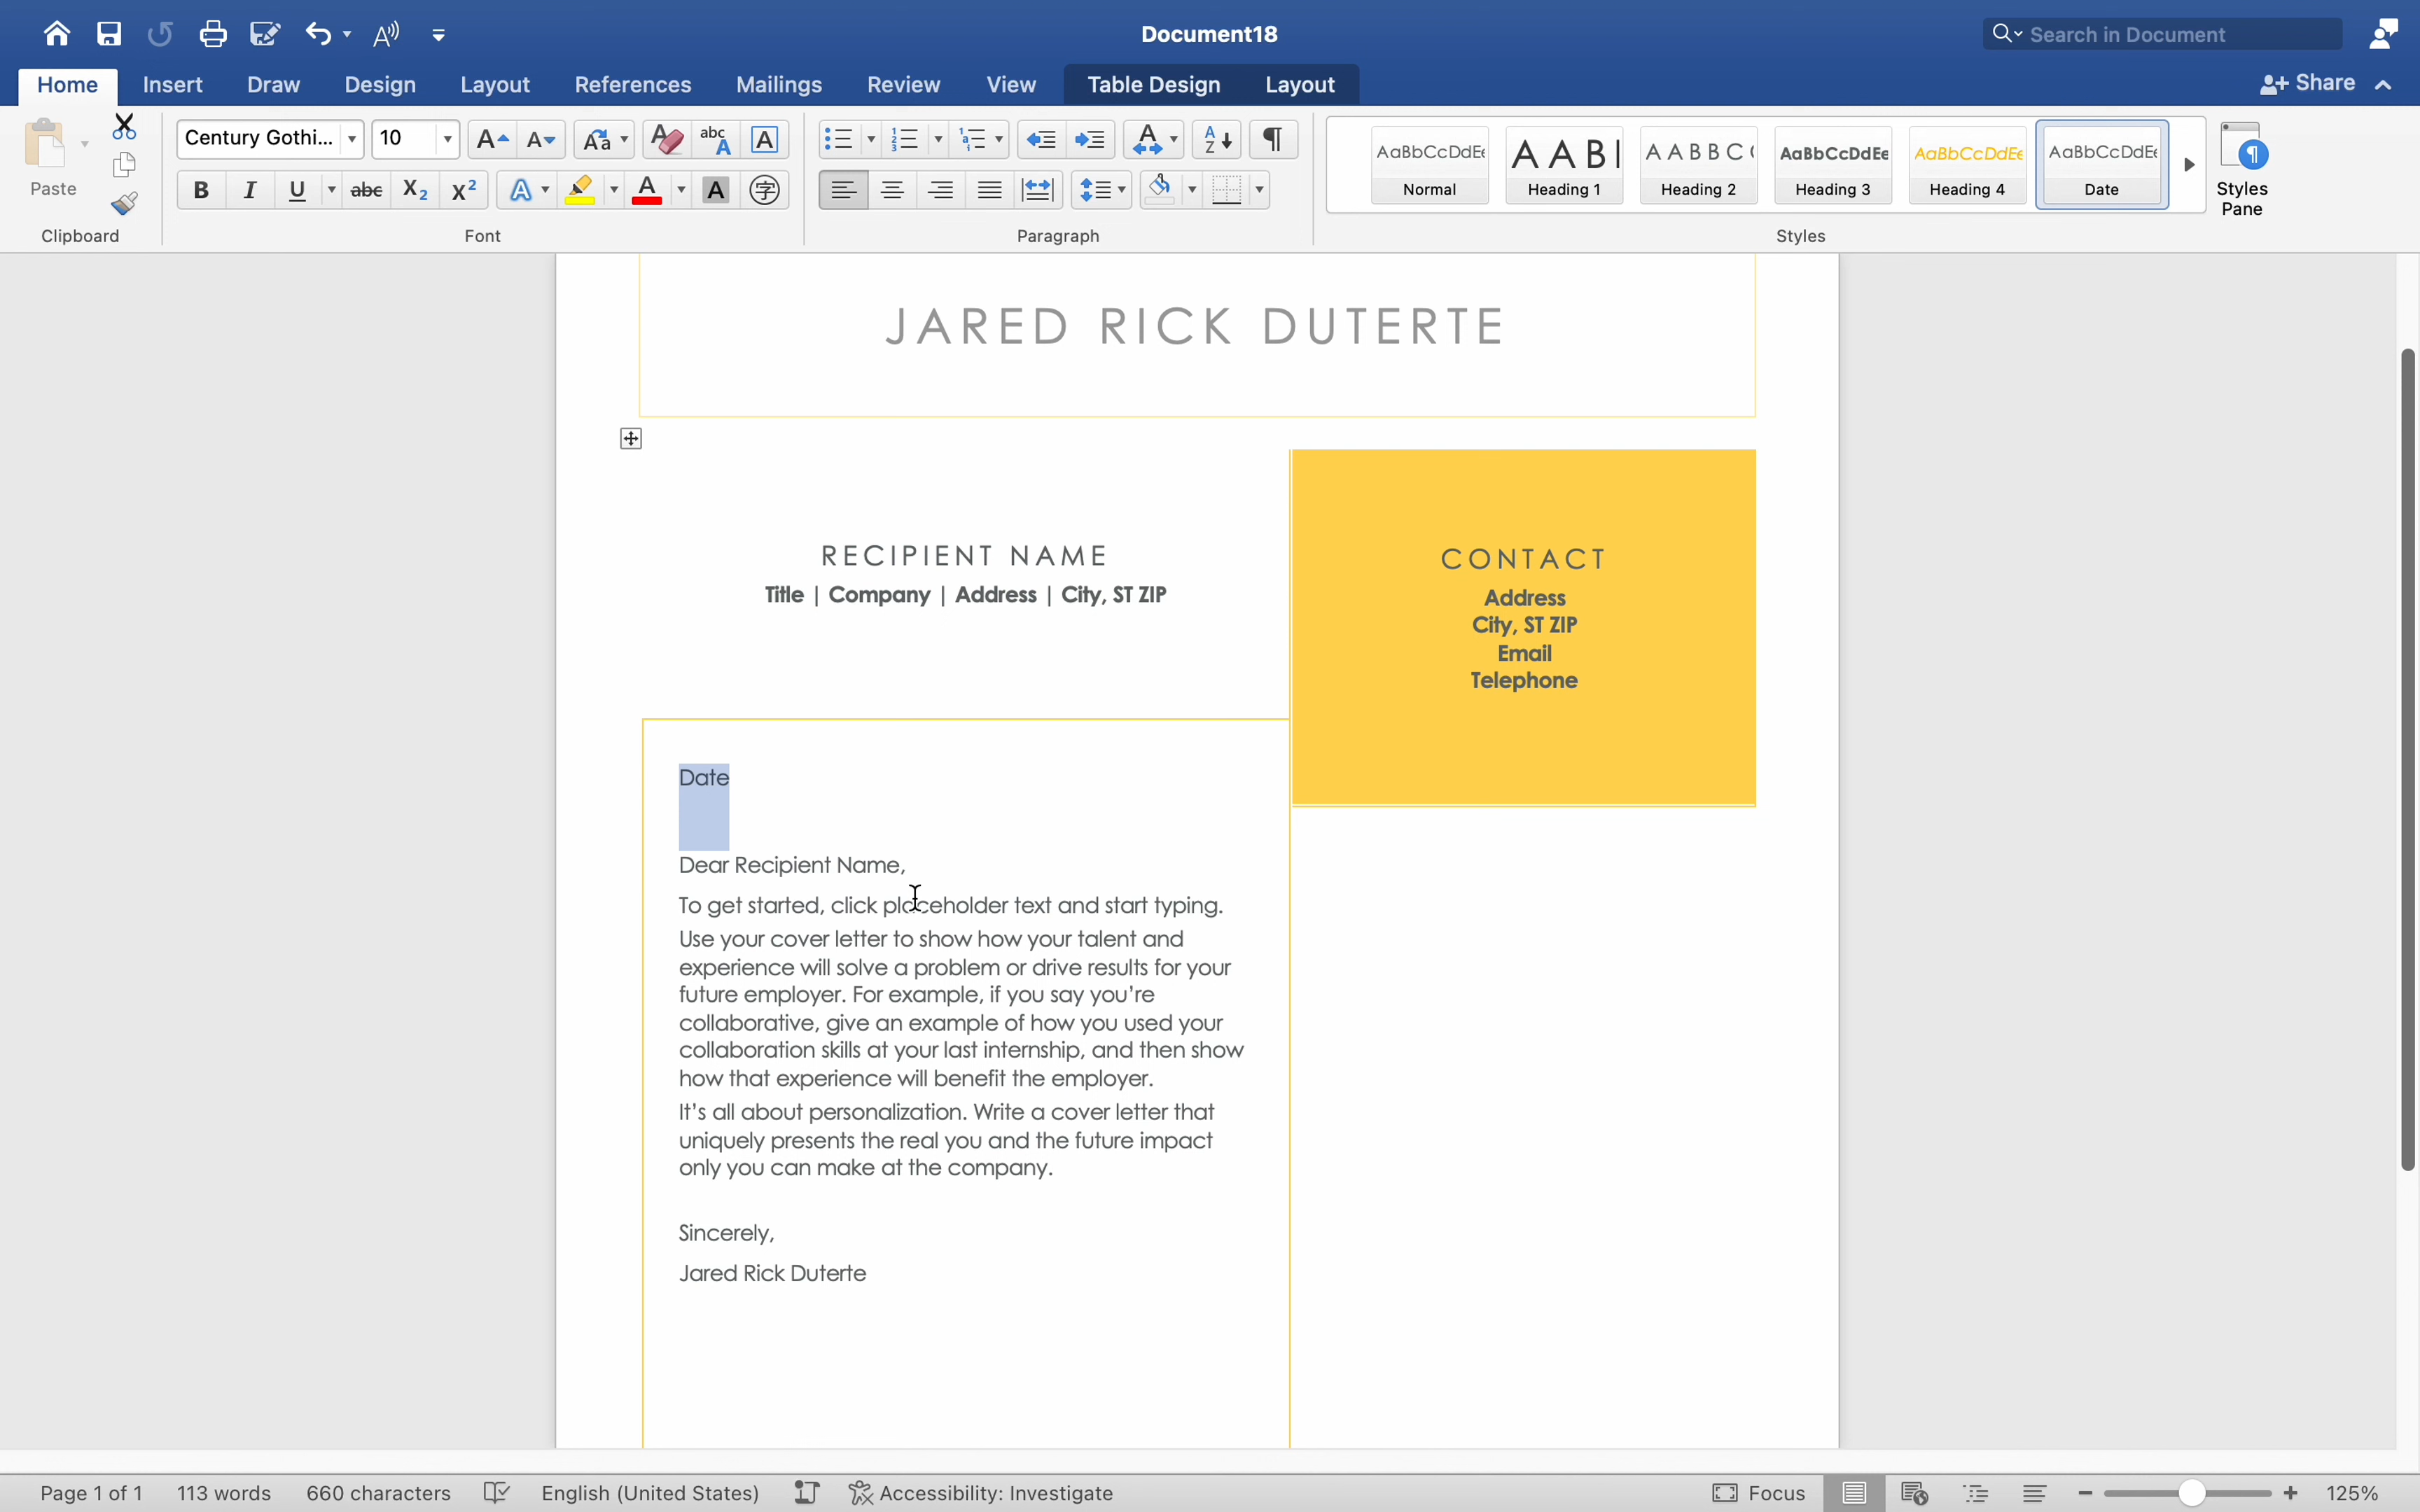 Document18
Search in Document
Home Insert Draw Design Layout References Mailings Review View Table Design Layout Share
Paste
Clipboard
Century Gothi... 10
Font
Paragraph
AaBbCcDdEe Normal
AABI Heading 1
AABBC( Heading 2
AaBbCcDdEe Heading 3
AaBbCcDdEe Heading 4
AaBbCcDdEe Date
Styles
Styles
Pane
JARED RICK DUTERTE
RECIPIENT NAME
Title | Company | Address | City, ST ZIP
CONTACT
Address
City, ST ZIP
Email
Telephone
Date
Dear Recipient Name,
To get started, click placeholder text and start typing.
Use your cover letter to show how your talent and
experience will solve a problem or drive results for your
future employer. For example, if you say you're
collaborative, give an example of how you used your
collaboration skills at your last internship, and then show
how that experience will benefit the employer.
It's all about personalization. Write a cover letter that
uniquely presents the real you and the future impact
only you can make at the company.
Sincerely,
Jared Rick Duterte
Page 1 of 1 113 words 660 characters English (United States) Accessibility: Investigate Focus 125%